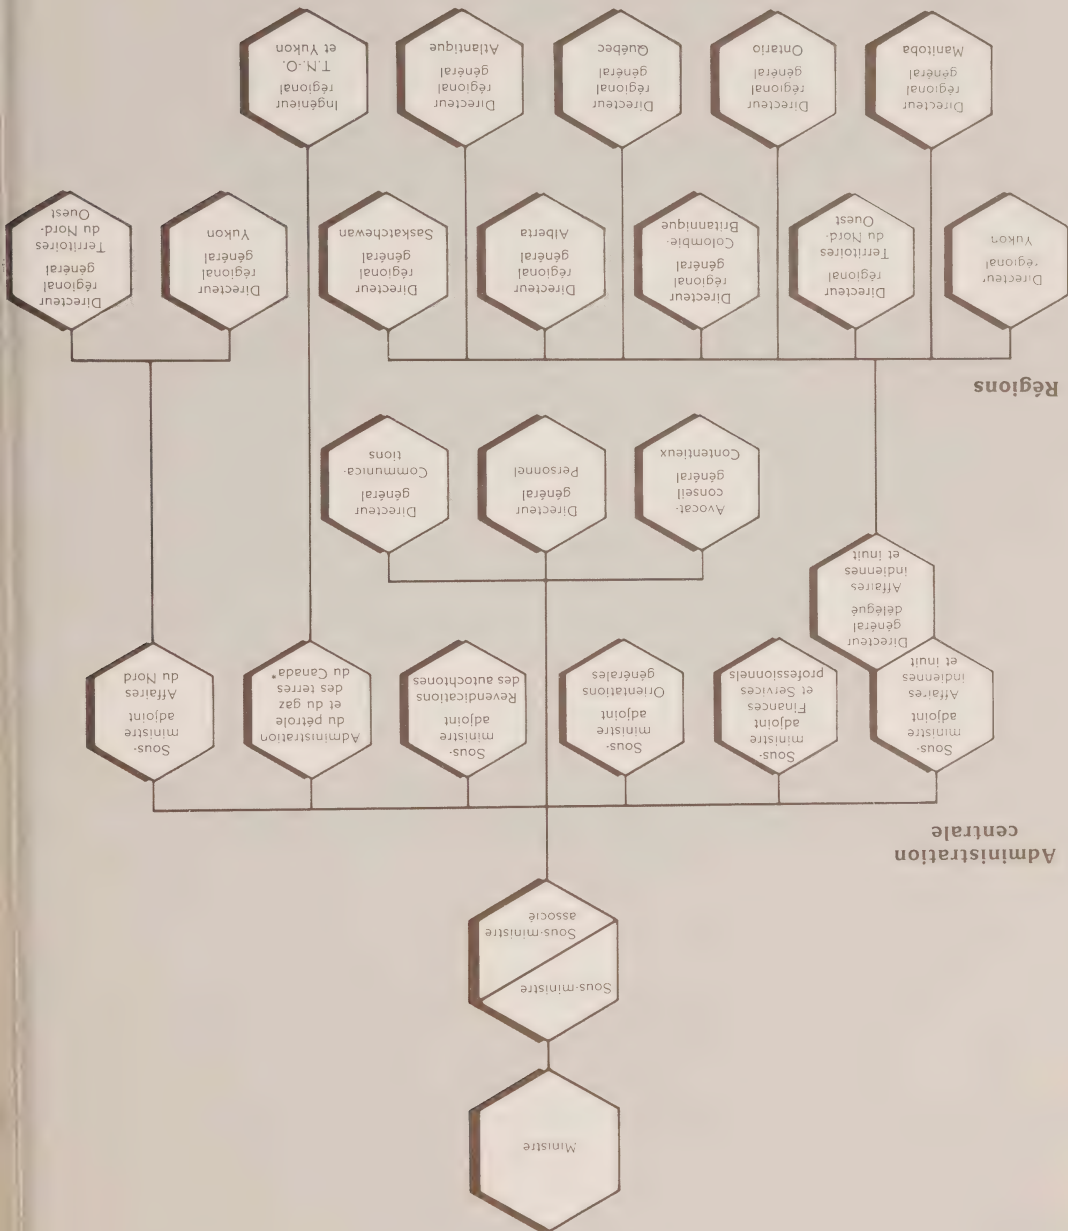 Ministre
Sous-ministre
Sous-ministre
associé
Administration
centrale
Sous-
ministre
adjoint
Affaires
indiennes
et inuit
Directeur
général
délégué
Affaires
indiennes
et inuit
Sous-
ministre
adjoint
Finances
et Services
professionnels
Sous-
ministre
adjoint
Orientations
générales
Sous-
ministre
adjoint
Revendications
des autochtones
Administration
du pétrole
et du gaz
des terres
du Canada*
Sous-
ministre
adjoint
Affaires
du Nord
Avocat-
conseil
général
Contentieux
Directeur
général
Personnel
Directeur
général
Communica-
tions
Régions
Directeur
régional
Yukon
Directeur
régional
Territoires
du Nord-
Ouest
Directeur
régional
général
Colombie-
Britannique
Directeur
régional
général
Alberta
Directeur
régional
général
Saskatchewan
Directeur
régional
général
Yukon
Directeur
régional
général
Territoires
du Nord-
Ouest
Directeur
régional
général
Manitoba
Directeur
régional
général
Ontario
Directeur
régional
général
Québec
Directeur
régional
général
Atlantique
Ingénieur
régional
T.N.-O.
et Yukon